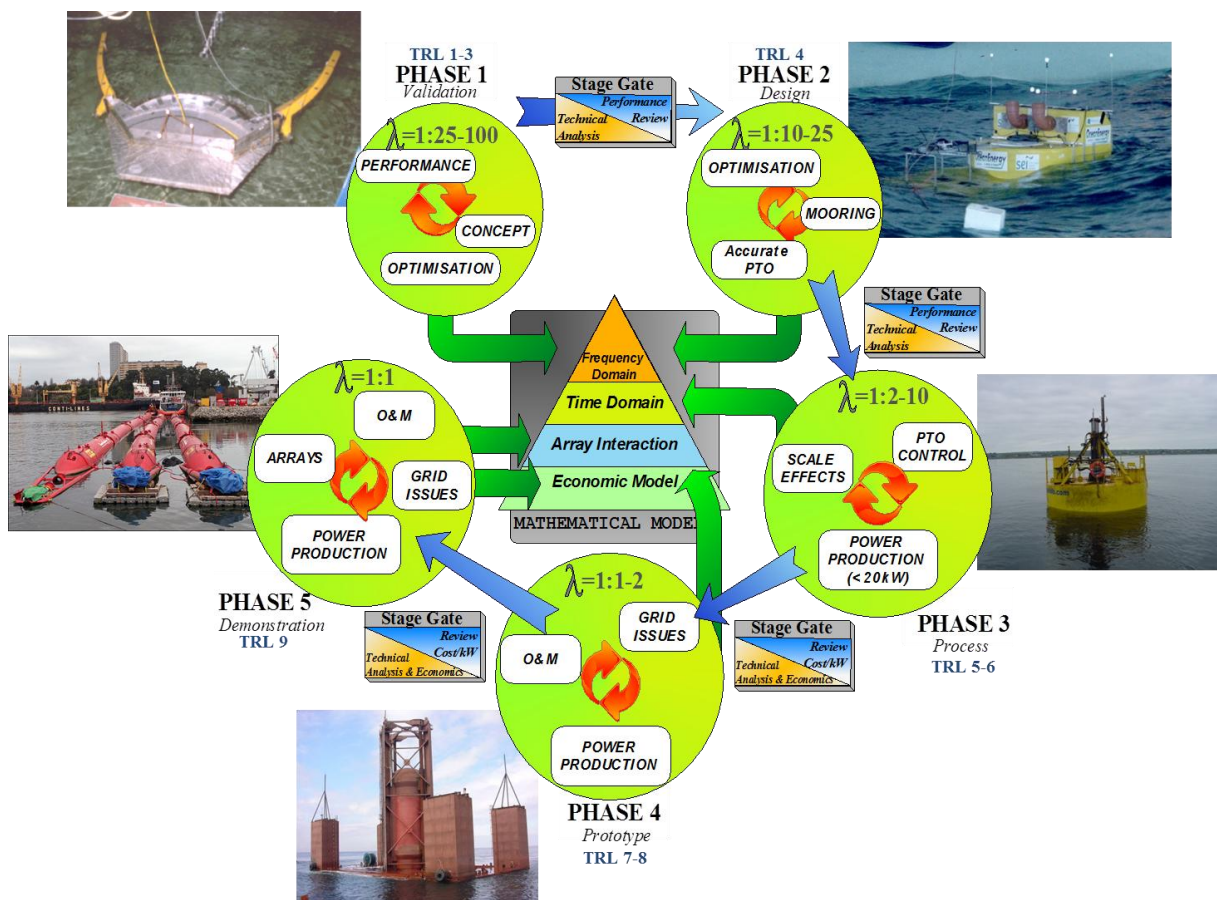 TRL 1-3
PHASE 1
Validation
λ=1:25-100
PERFORMANCE
CONCEPT
OPTIMISATION
Stage Gate
Performance
Review
Technical
Analysis
TRL 4
PHASE 2
Design
λ=1:10-25
OPTIMISATION
MOORING
Accurate
PTO
OceanEnergy
sei
Stage Gate
Performance
Review
Technical
Analysis
λ=1:2-10
PTO
CONTROL
SCALE
EFFECTS
POWER
PRODUCTION
(< 20kW)
PHASE 3
Process
TRL 5-6
Frequency
Domain
Time Domain
Array Interaction
Economic Model
MATHEMATICAL MODE
CONTI-LINES
λ=1:1
O&M
ARRAYS
GRID
ISSUES
POWER
PRODUCTION
PHASE 5
Demonstration
TRL 9
Stage Gate
Review
Cost/kW
Technical
Analysis & Economics
λ=1:1-2
GRID
ISSUES
O&M
POWER
PRODUCTION
Stage Gate
Review
Cost/kW
Technical
Analysis & Economics
PHASE 4
Prototype
TRL 7-8